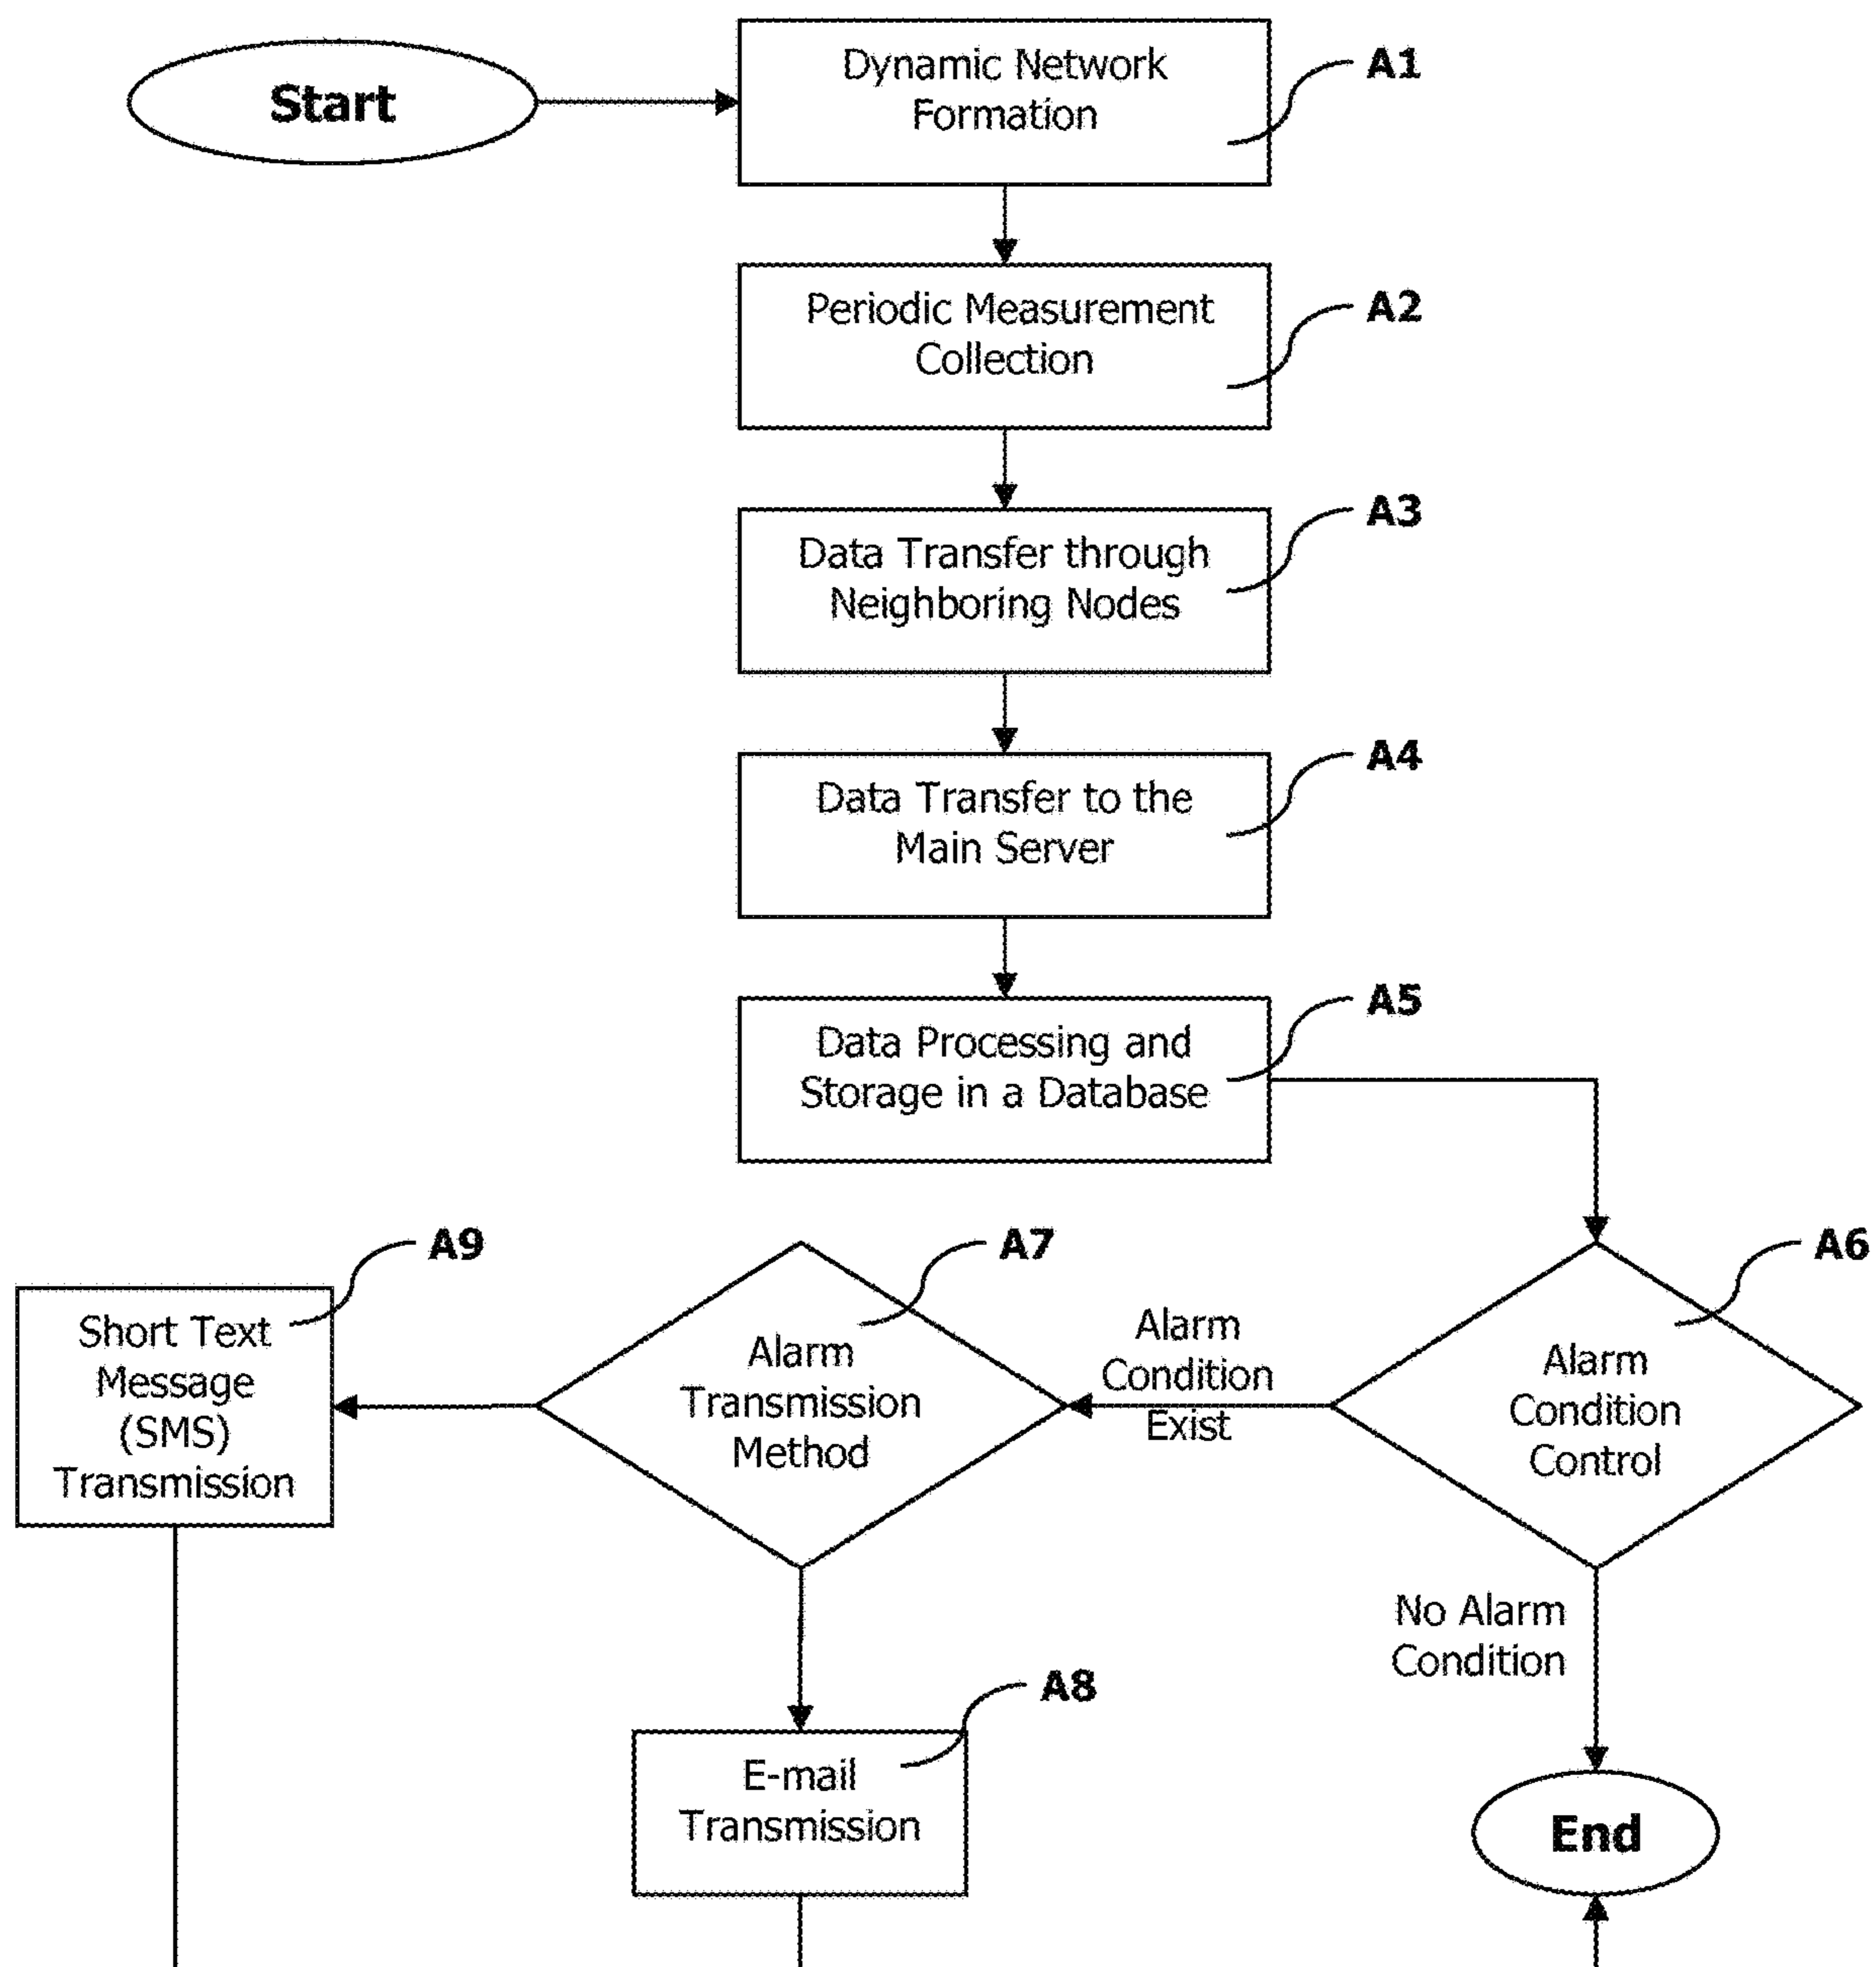 Start
Dynamic Network
Formation
A1
Periodic Measurement
Collection
A2
Data Transfer through
Neighboring Nodes
A3
Data Transfer to the
Main Server
A4
Data Processing and
Storage in a Database
A5
A9
Short Text
Message
(SMS)
Transmission
A7
Alarm
Transmission
Method
Alarm
Condition
Exist
A6
Alarm
Condition
Control
No Alarm
Condition
A8
E-mail
Transmission
End